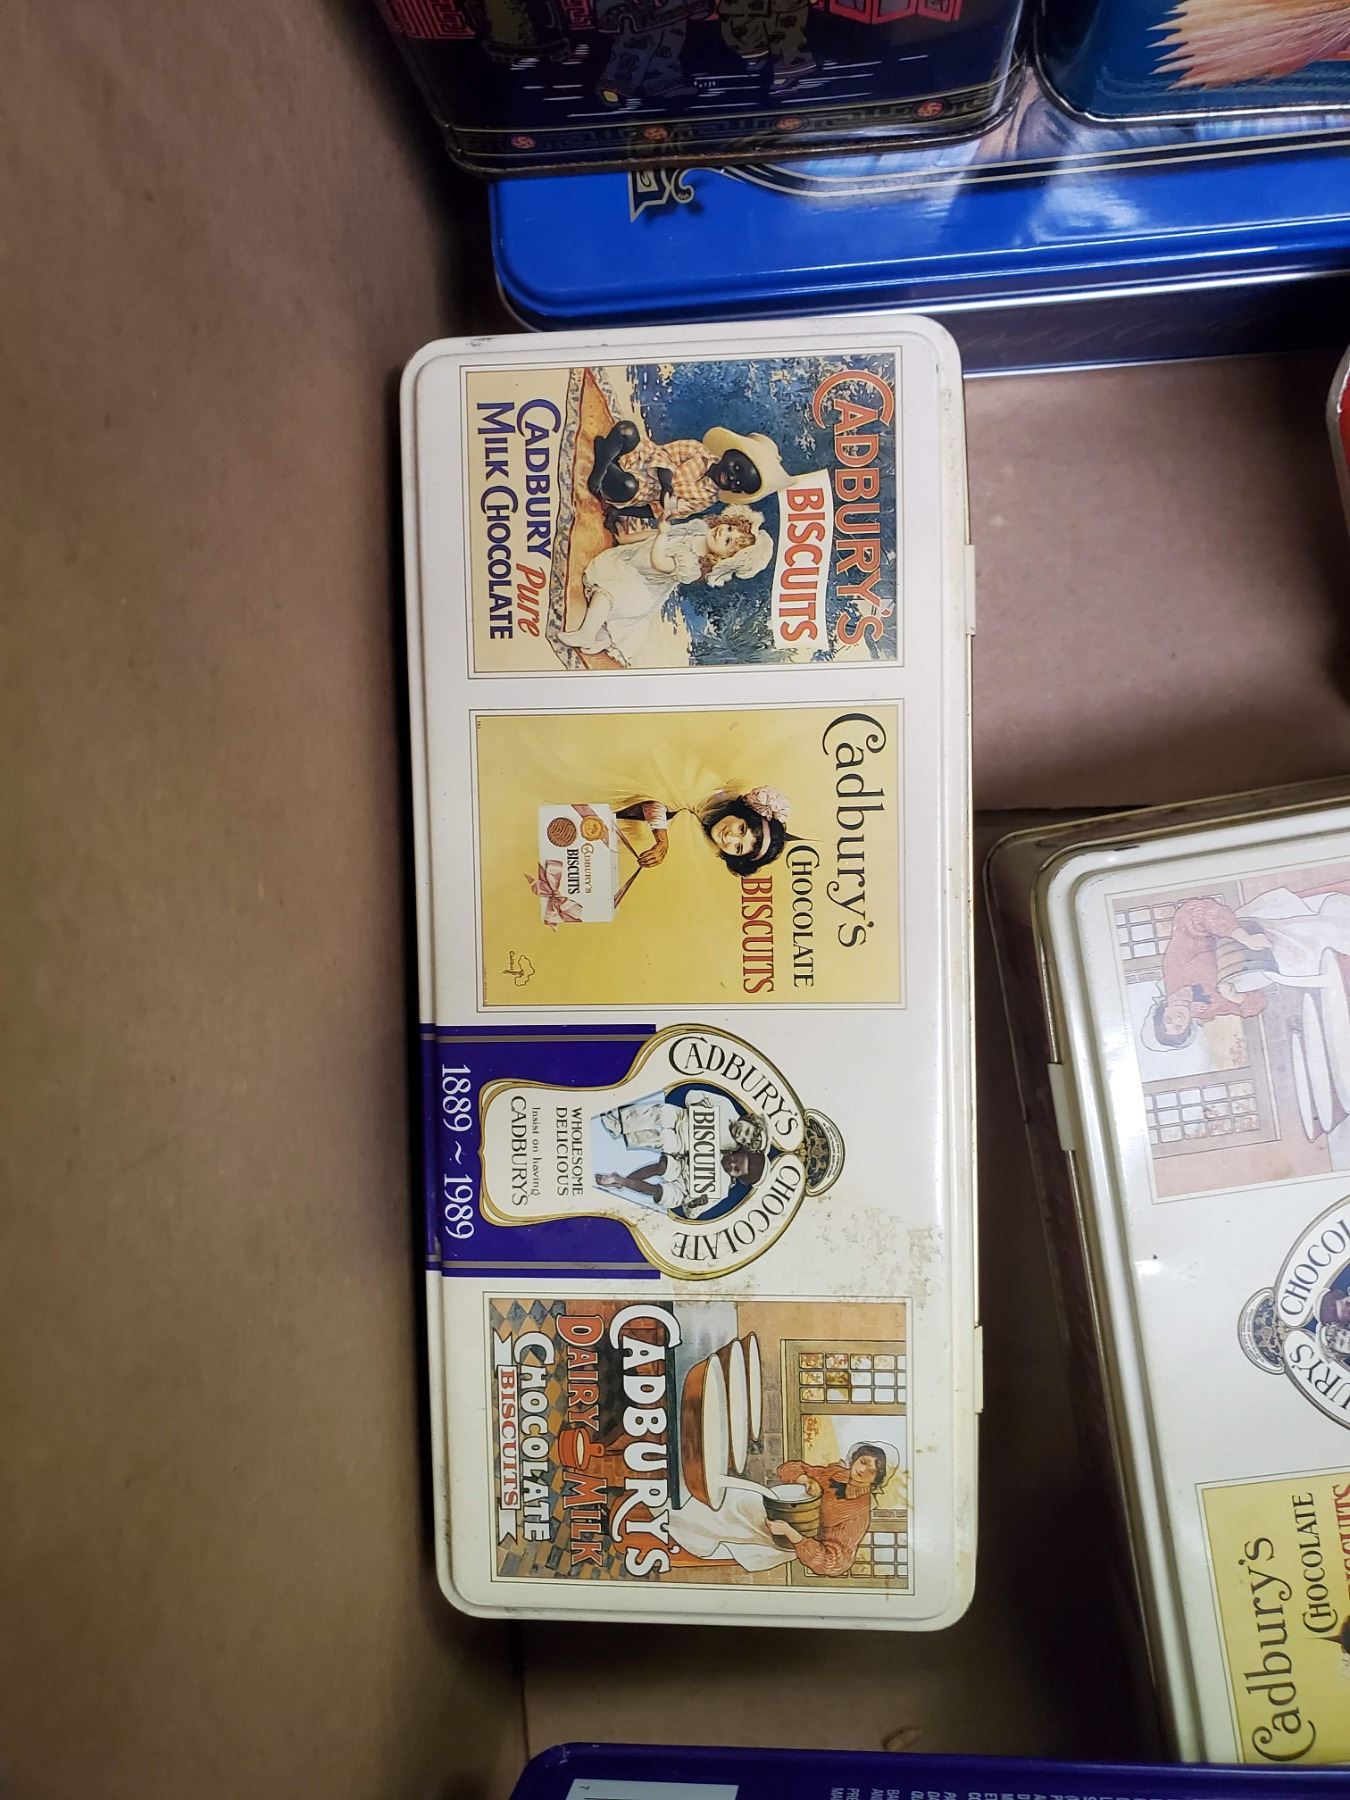 CADBURY'S
BISCUITS
CADBURY Pure
MILK CHOCOLATE
Cadbury's
CHOCOLATE
BISCUITS
CADBURY'S
BISCUITS
CADBURY'S CHOCOLATE
BISCUITS
WHOLESOME
DELICIOUS
Insist on having
CADBURY'S
1889 ~ 1989
CADBURY'S
DAIRY MILK
CHOCOLATE
BISCUITS
Cadbury's
CHOCOLATE